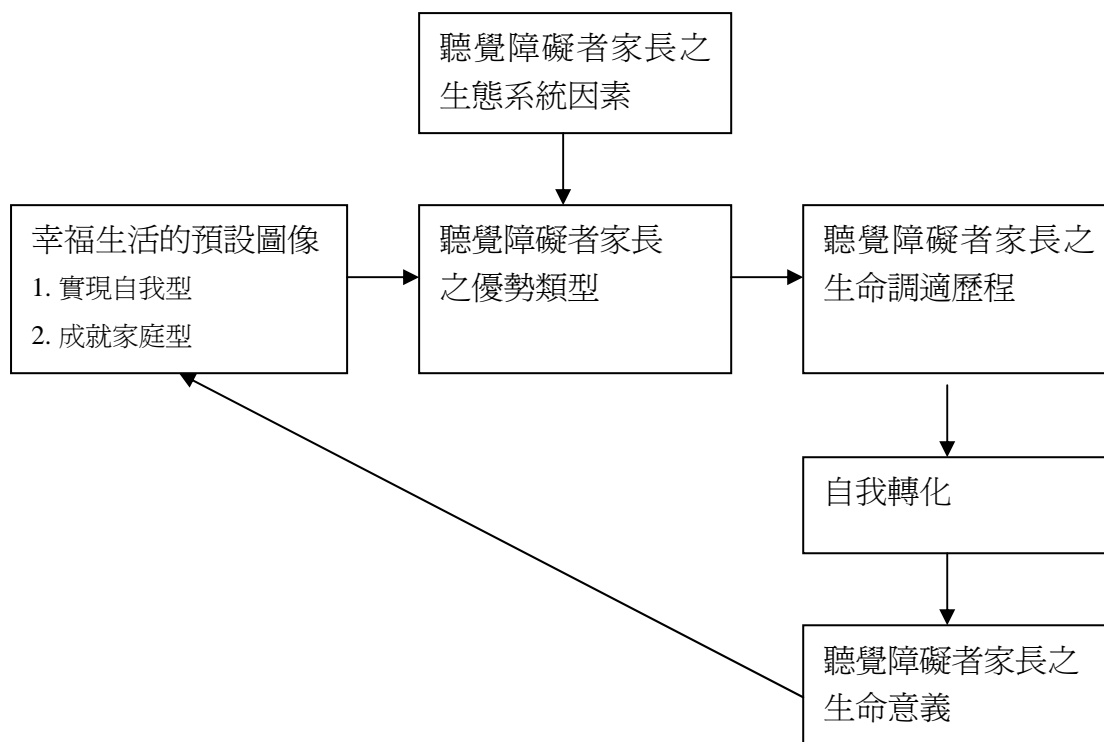 聽覺障礙者家長之
生態系統因素
幸福生活的預設圖像
1. 實現自我型
2. 成就家庭型
聽覺障礙者家長
之優勢類型
聽覺障礙者家長之
生命調適歷程
自我轉化
聽覺障礙者家長之
生命意義